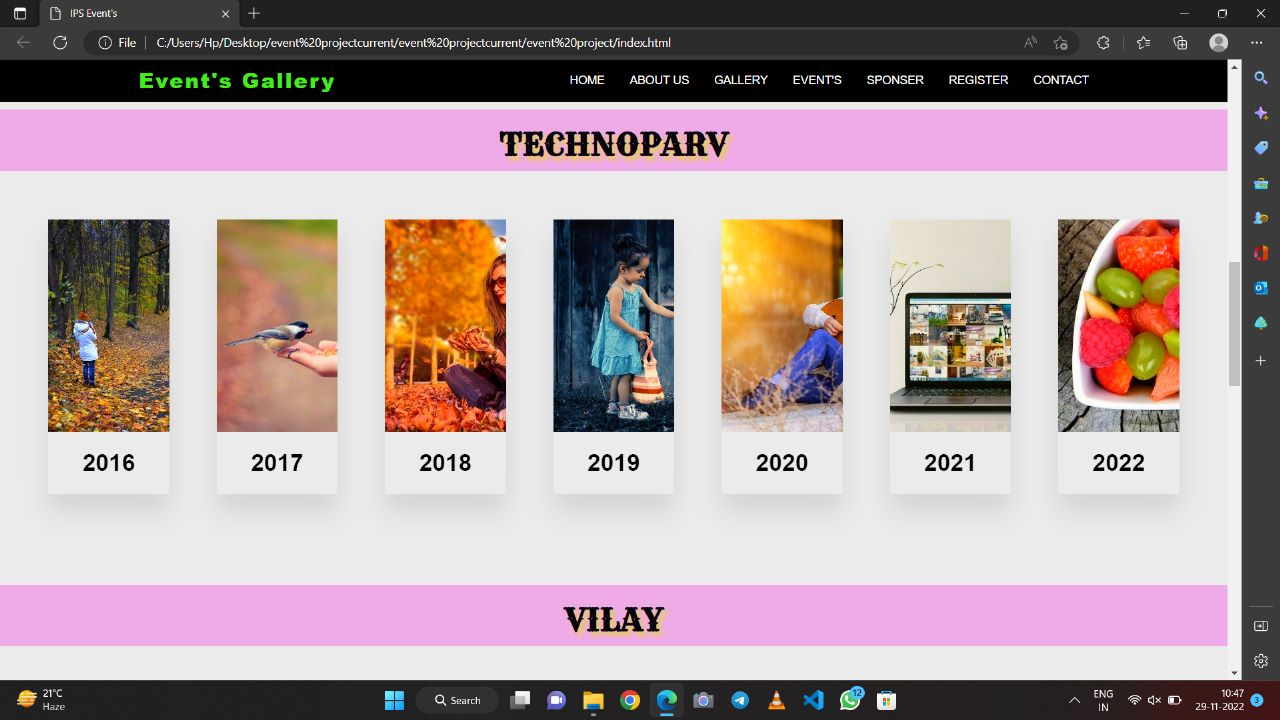 IPS Event's
File
C:/Users/Hp/Desktop/event%20projectcurrent/event%20projectcurrent/event%20project/index.html
Event's Gallery
HOME ABOUT US GALLERY EVENT'S SPONSER REGISTER CONTACT
TECHNOPARV
2016 2017 2018 2019 2020 2021 2022
VILAY
21°C
Haze
Search
12
ENG
IN
10:47
29-11-2022
3